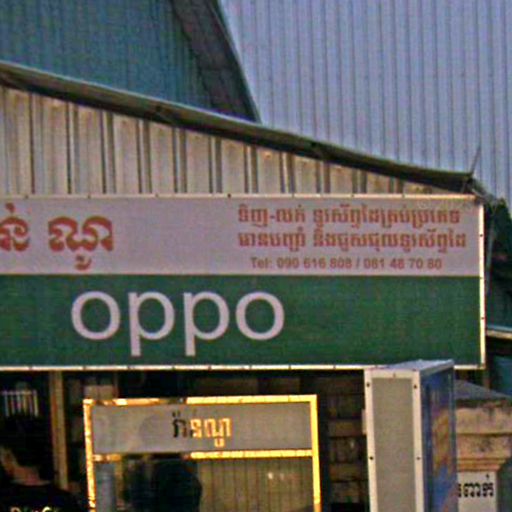 ន់ ណូ
ទិញ-លក់ ទូរស័ព្ទដៃគ្រប់ប្រភេទ
មានបញ្ចាំ និងជួសជុលទូរស័ព្ទដៃ
Tel: 090 616 808 / 081 48 70 80
oppo
វ៉ាន់ណូ